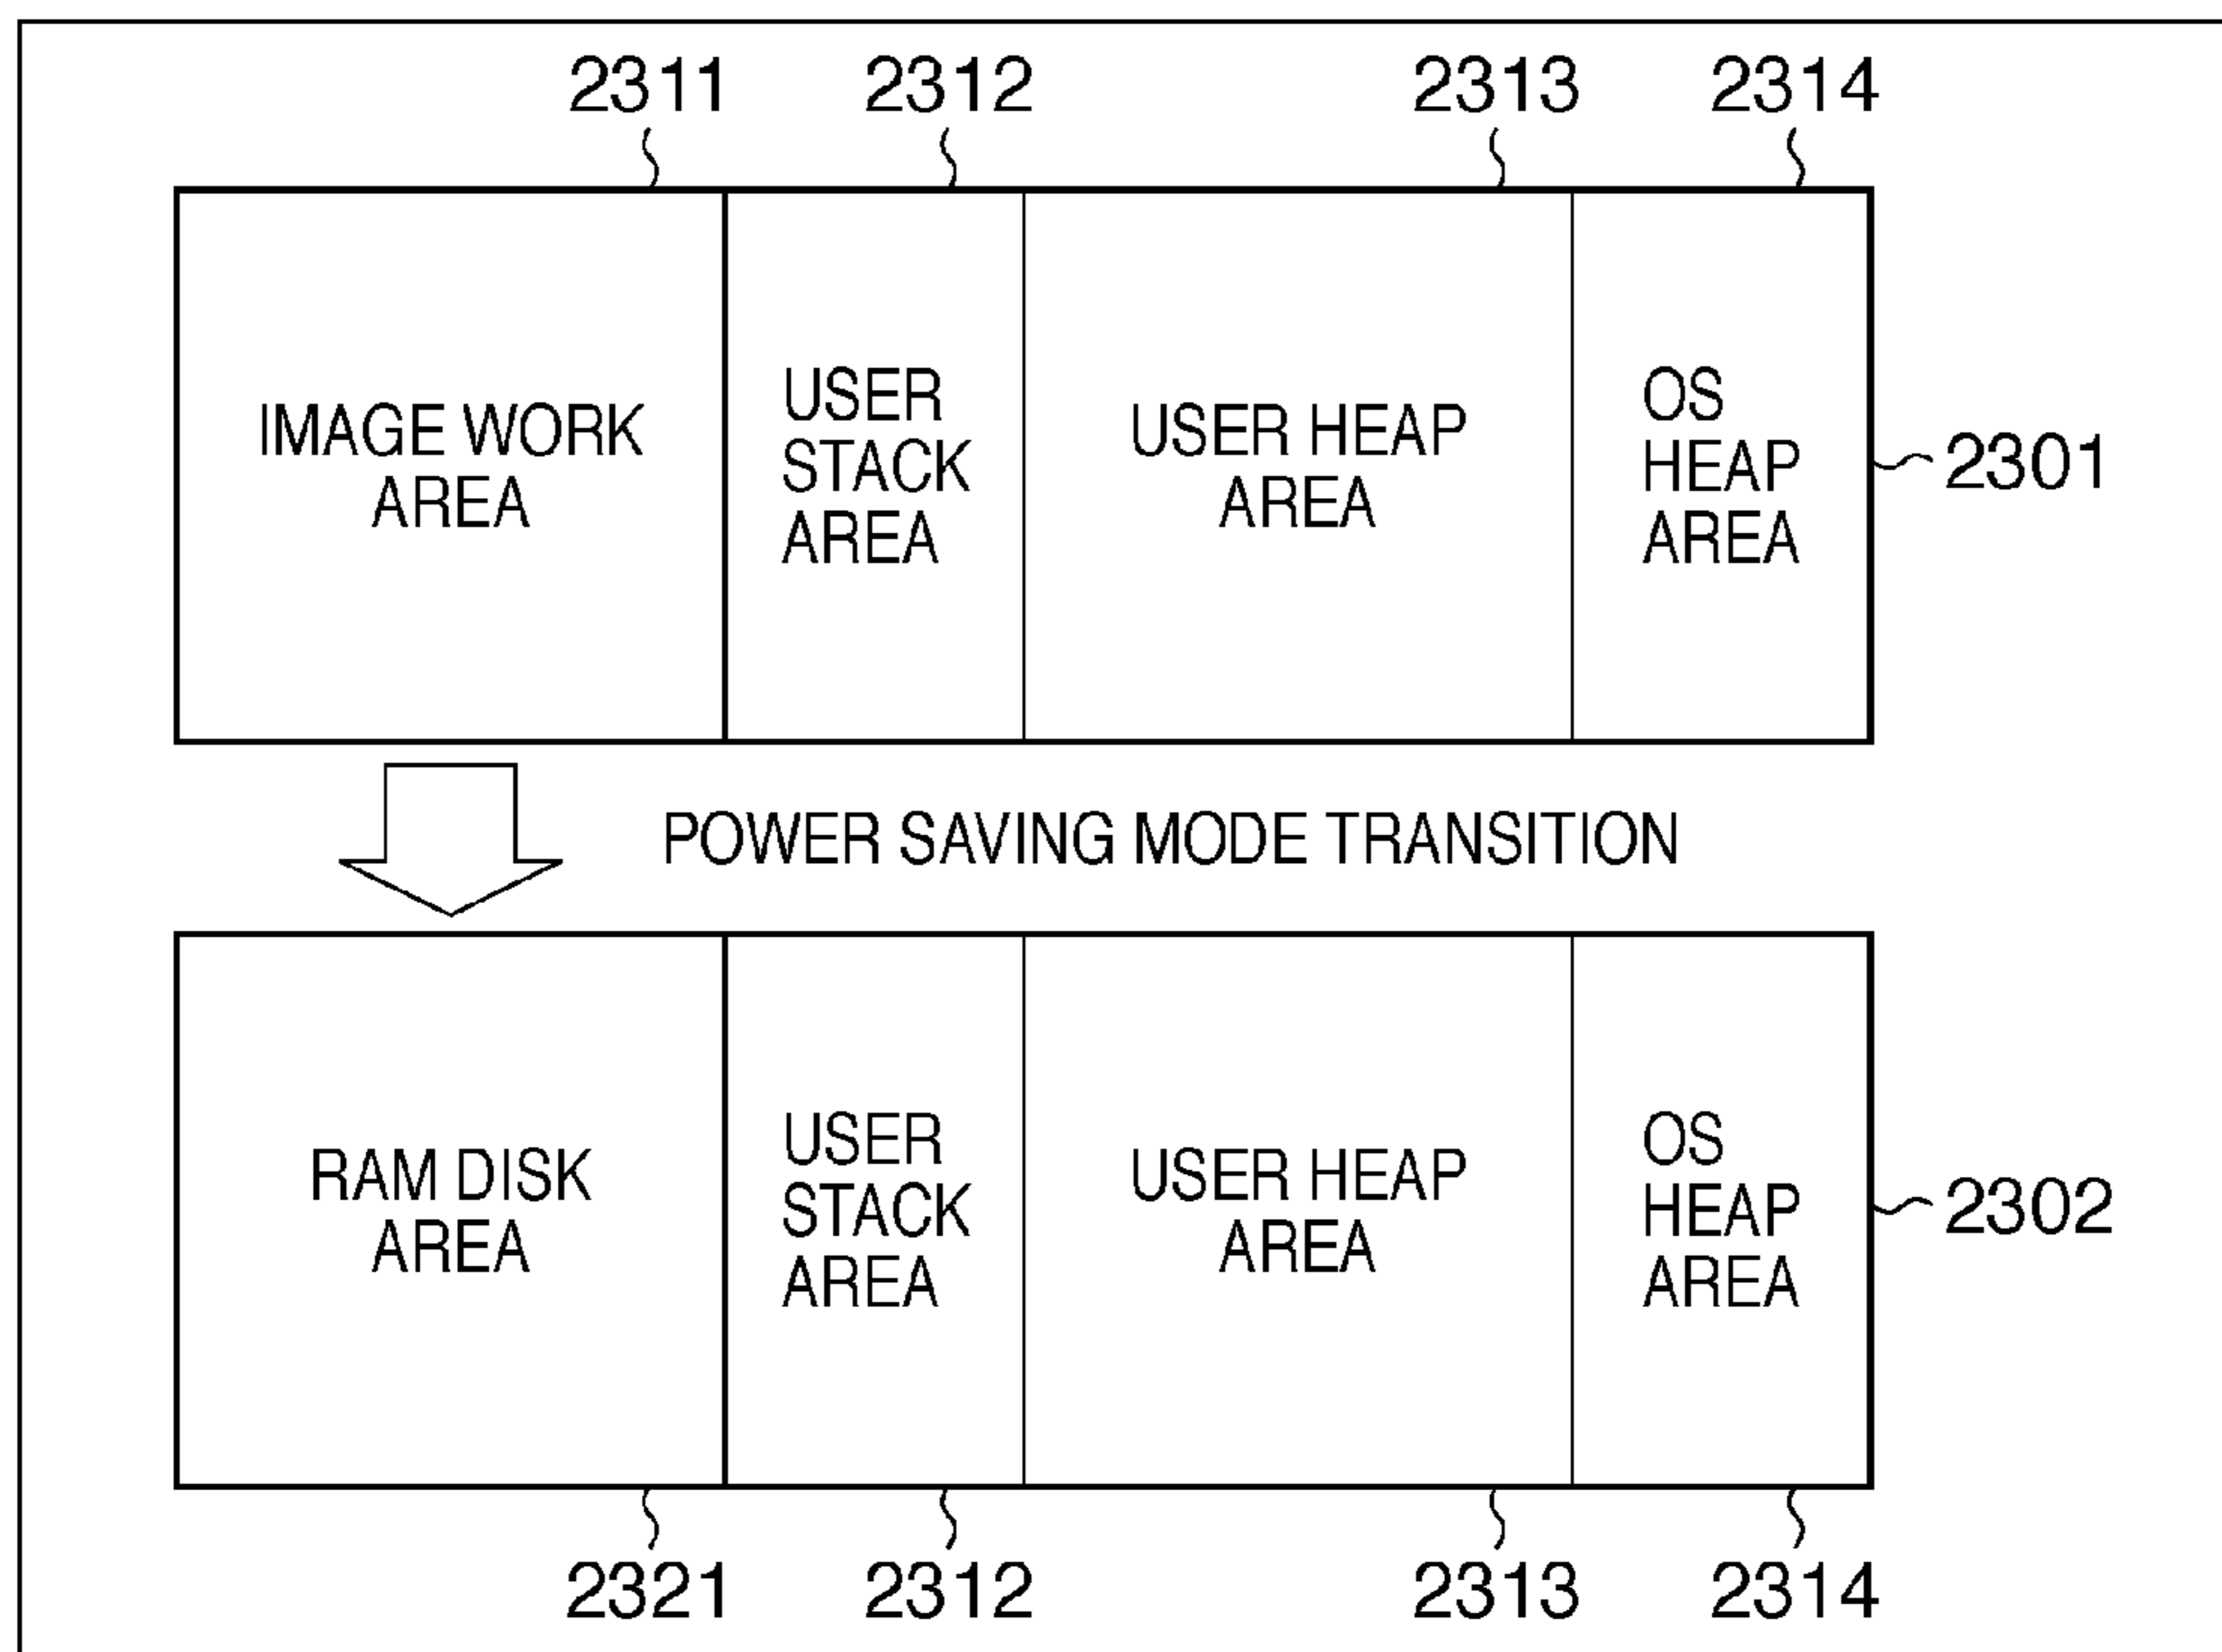 2311 2312 2313 2314
IMAGE WORK
AREA
USER
STACK
AREA
USER HEAP
AREA
OS
HEAP
AREA
2301
POWER SAVING MODE TRANSITION
RAM DISK
AREA
USER
STACK
AREA
USER HEAP
AREA
OS
HEAP
AREA
2302
2321 2312 2313 2314